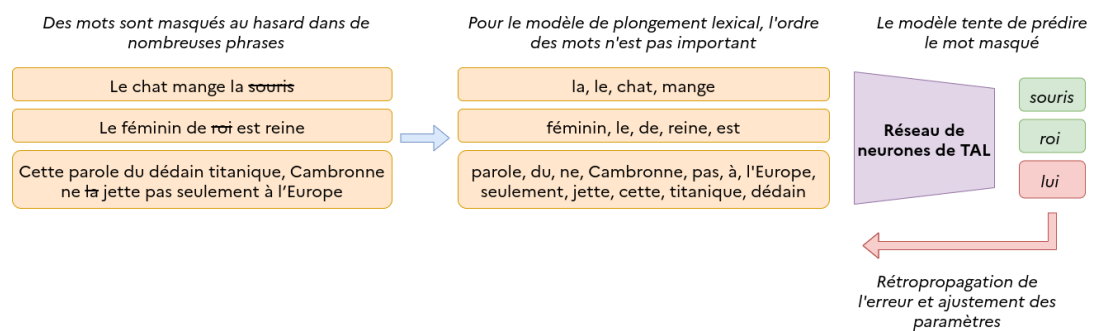 Des mots sont masqués au hasard dans de
nombreuses phrases
Le chat mange la souris
Le féminin de roi est reine
Cette parole du dédain titanique, Cambronne
ne la jette pas seulement à l’Europe
Pour le modèle de plongement lexical, l'ordre
des mots n'est pas important
la, le, chat, mange
féminin, le, de, reine, est
parole, du, ne, Cambronne, pas, à, l'Europe,
seulement, jette, cette, titanique, dédain
Le modèle tente de prédire
le mot masqué
Réseau de
neurones de TAL
souris
roi
lui
Rétropropagation de
l'erreur et ajustement des
paramètres